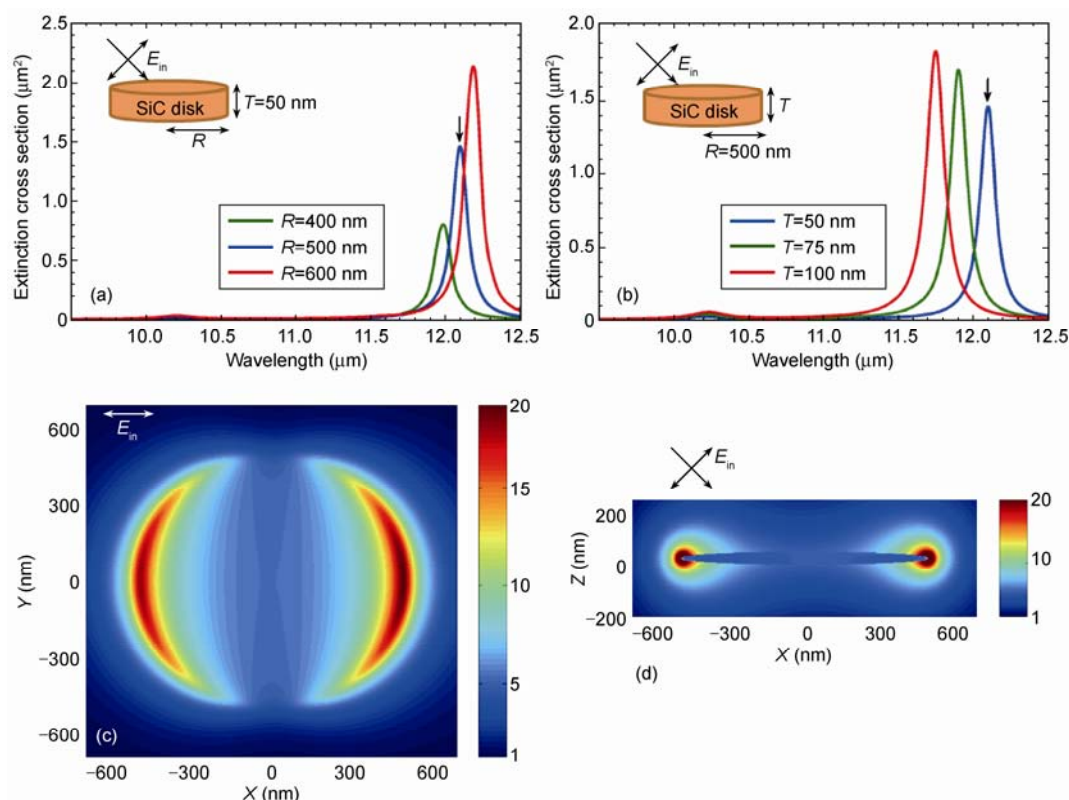 2.5
2.0
1.5
1.0
0.5
0
Extinction cross section (μm²)
E_in
SiC disk
T=50 nm
R
R=400 nm
R=500 nm
R=600 nm
(a)
10.0 10.5 11.0 11.5 12.0 12.5
Wavelength (μm)
2.0
1.5
1.0
0.5
0
Extinction cross section (μm²)
E_in
SiC disk
T
R=500 nm
T=50 nm
T=75 nm
T=100 nm
(b)
10.0 10.5 11.0 11.5 12.0 12.5
Wavelength (μm)
E_in
600
300
0
−300
−600
Y (nm)
(c)
−600 −300 0 300 600
X (nm)
20
15
10
5
1
E_in
200
0
−200
Z (nm)
−600 −300 0 300 600
X (nm)
(d)
20
10
1